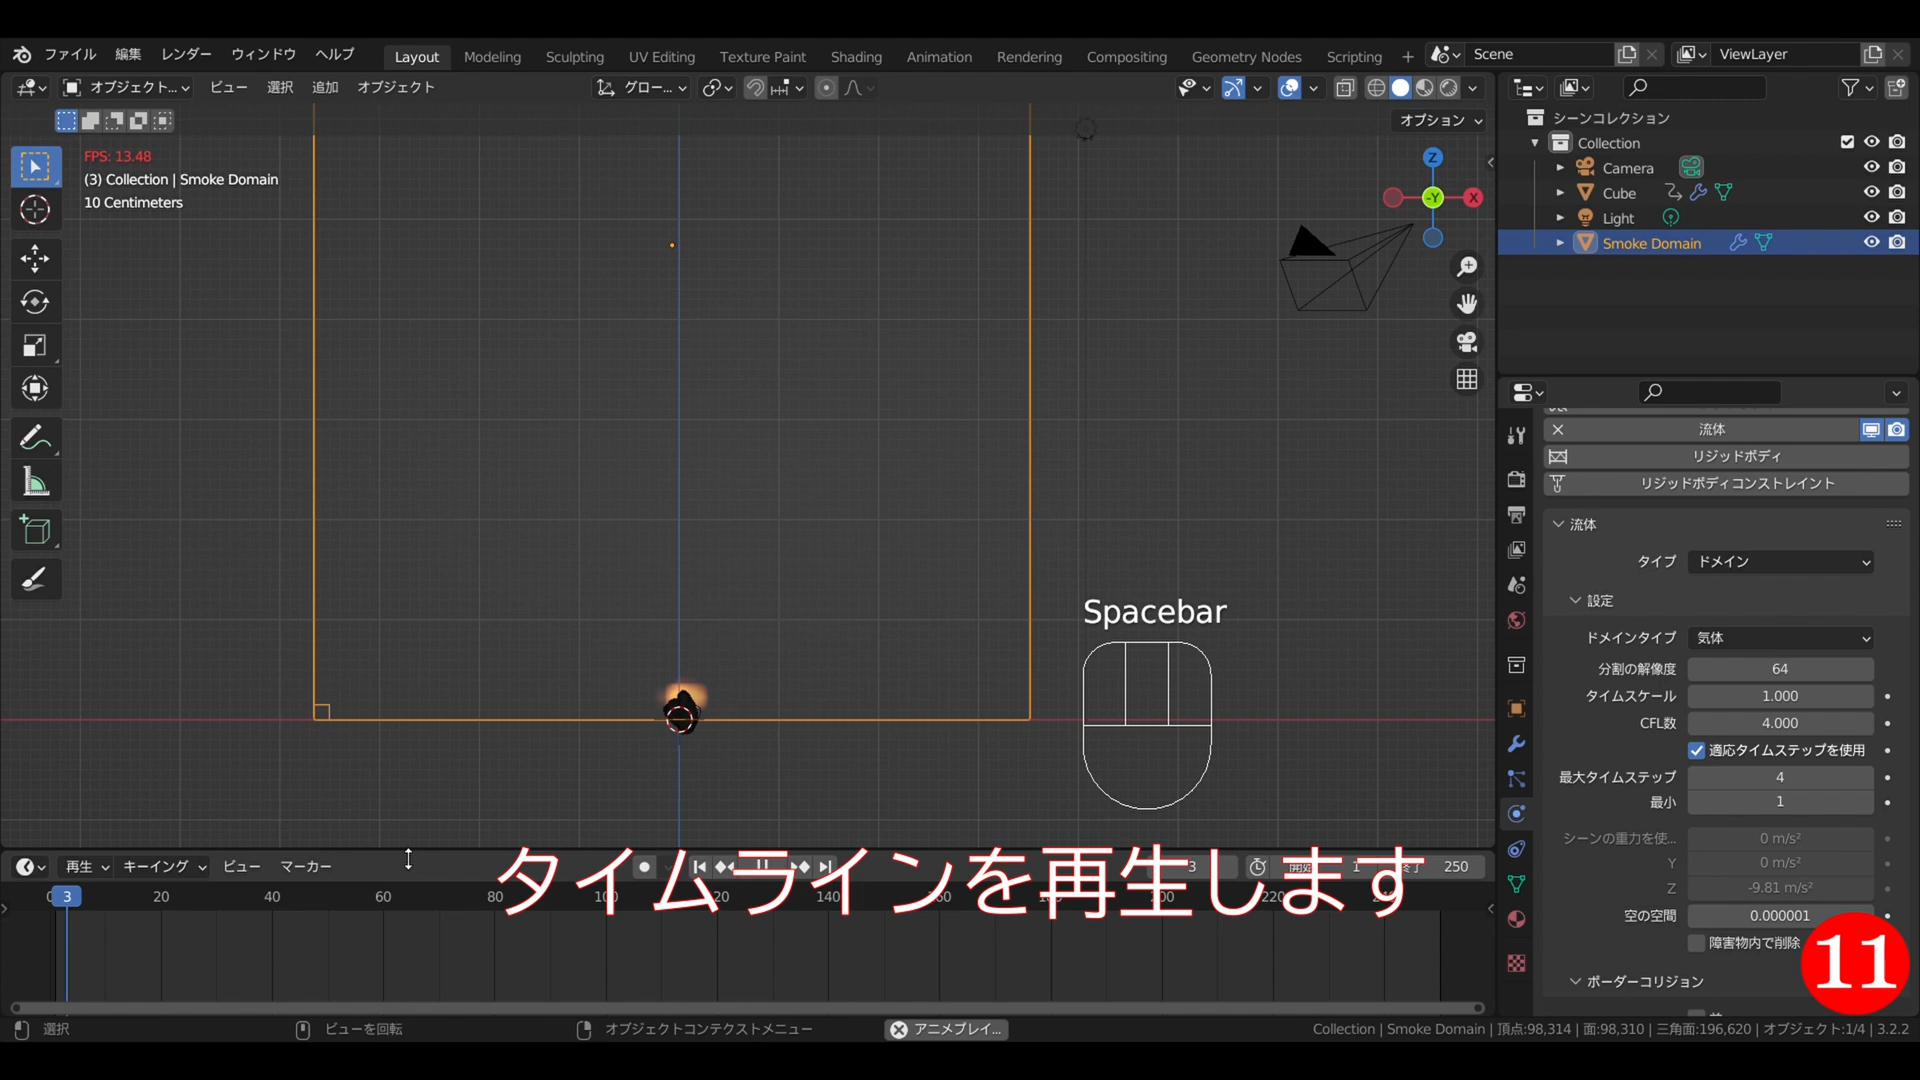 ファイル 編集 レンダー ウィンドウ ヘルプ Layout Modeling Sculpting UV Editing Texture Paint Shading Animation Rendering Compositing Geometry Nodes Scripting + Scene ViewLayer
オブジェクト... ビュー 選択 追加 オブジェクト グロー...
オプション
FPS: 13.48
(3) Collection | Smoke Domain
10 Centimeters
Z
-Y
X
シーンコレクション
Collection
Camera
Cube
Light
Smoke Domain
流体
リジッドボディ
リジッドボディコンストレイント
流体
タイプ ドメイン
設定
ドメインタイプ 気体
分割の解像度 64
タイムスケール 1.000
CFL数 4.000
適応タイムステップを使用
最大タイムステップ 4
最小 1
シーンの重力を使... 0 m/s²
Y 0 m/s²
Z -9.81 m/s²
空の空間 0.000001
障害物内で削除
ボーダーコリジョン
Spacebar
タイムラインを再生します
再生 キーイング ビュー マーカー 3 開始 1 終了 250
0 3 20 40 60 80 100 120 140 160 180 200 220 240
11
選択 ビューを回転 オブジェクトコンテクストメニュー アニメプレイ... Collection | Smoke Domain | 頂点:98,314 | 面:98,310 | 三角面:196,620 | オブジェクト:1/4 | 3.2.2